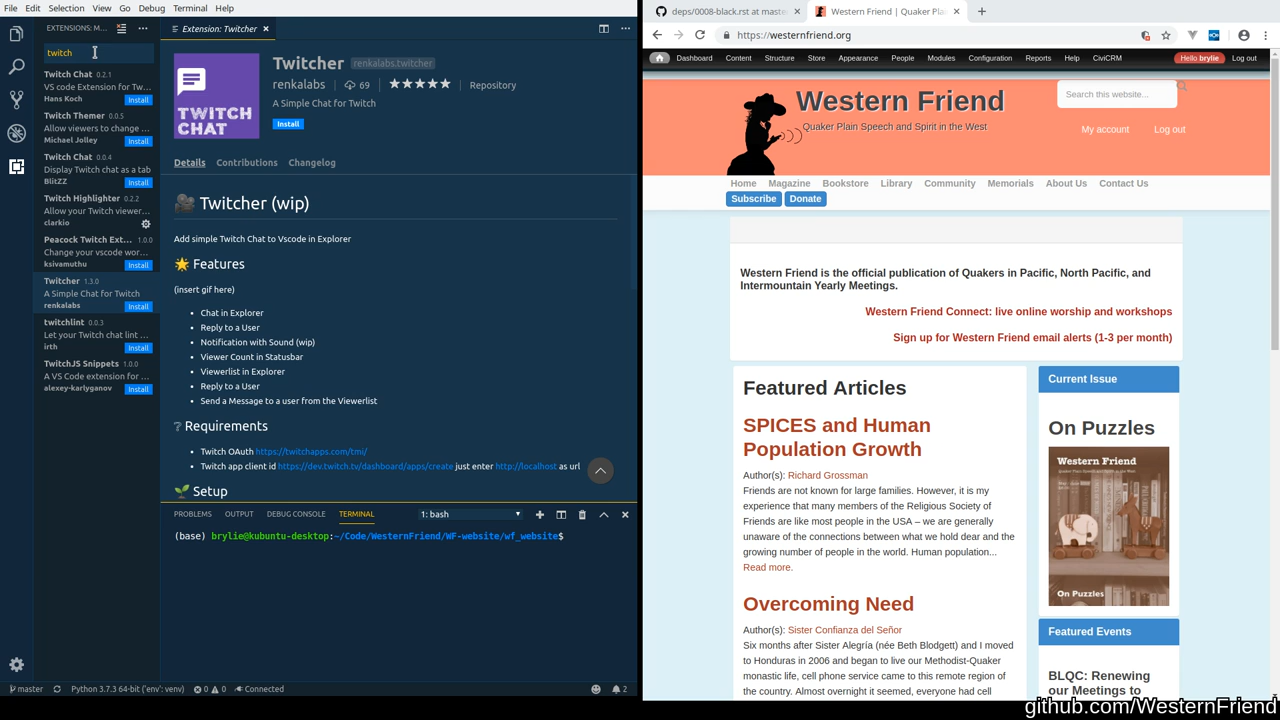 File Edit Selection View Go Debug Terminal Help
EXTENSIONS: M...
twitch
Twitch Chat 0.2.1
VS code Extension for Tw...
Hans Koch Install
Twitch Themer 0.0.5
Allow viewers to change ...
Michael Jolley Install
Twitch Chat 0.0.4
Display Twitch chat as a tab
BlitZZ Install
Twitch Highlighter 0.2.2
Allow your Twitch viewer...
clarkio
Peacock Twitch Ext... 1.0.0
Change your vscode wor...
ksivamuthu Install
Twitcher 1.3.0
A Simple Chat for Twitch
renkalabs Install
twitchlint 0.0.3
Let your Twitch chat lint ...
irth Install
TwitchJS Snippets 1.0.0
A VS Code extension for ...
alexey-karlyganov Install
Extension: Twitcher
TWITCH
CHAT
Twitcher renkalabs.twitcher
renkalabs 69 Repository
A Simple Chat for Twitch
Install
Details Contributions Changelog
Twitcher (wip)
Add simple Twitch Chat to Vscode in Explorer
Features
(insert gif here)
Chat in Explorer
Reply to a User
Notification with Sound (wip)
Viewer Count in Statusbar
Viewerlist in Explorer
Reply to a User
Send a Message to a user from the Viewerlist
Requirements
Twitch OAuth https://twitchapps.com/tmi/
Twitch app client id https://dev.twitch.tv/dashboard/apps/create just enter http://localhost as url
Setup
PROBLEMS OUTPUT DEBUG CONSOLE TERMINAL 1: bash
(base) brylie@kubuntu-desktop:~/Code/WesternFriend/WF-website/wf_website$
master Python 3.7.3 64-bit ('env': venv) 0 0 Connected 2
deps/0008-black.rst at maste Western Friend | Quaker Plai
https://westernfriend.org
Dashboard Content Structure Store Appearance People Modules Configuration Reports Help CiviCRM Hello brylie Log out
Western Friend
Quaker Plain Speech and Spirit in the West
Search this website...
My account Log out
Home Magazine Bookstore Library Community Memorials About Us Contact Us
Subscribe Donate
Western Friend is the official publication of Quakers in Pacific, North Pacific, and
Intermountain Yearly Meetings.
Western Friend Connect: live online worship and workshops
Sign up for Western Friend email alerts (1-3 per month)
Featured Articles
SPICES and Human
Population Growth
Author(s): Richard Grossman
Friends are not known for large families. However, it is my
experience that many members of the Religious Society of
Friends are like most people in the USA – we are generally
unaware of the connections between what we hold dear and the
growing number of people in the world. Human population...
Read more.
Overcoming Need
Author(s): Sister Confianza del Señor
Six months after Sister Alegría (née Beth Blodgett) and I moved
to Honduras in 2006 and began to live our Methodist-Quaker
monastic life, cell phone service came to this remote region of
the country. Almost overnight it seemed, everyone had cell
Current Issue
On Puzzles
Western Friend
On Puzzles
Featured Events
BLQC: Renewing
our Meetings to
github.com/WesternFriend